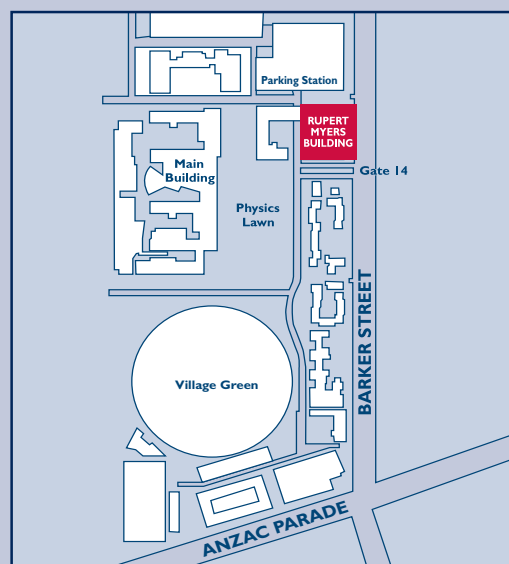 Parking Station
RUPERT
MYERS
BUILDING
Main
Building
Gate 14
Physics
Lawn
BARKER STREET
Village Green
ANZAC PARADE